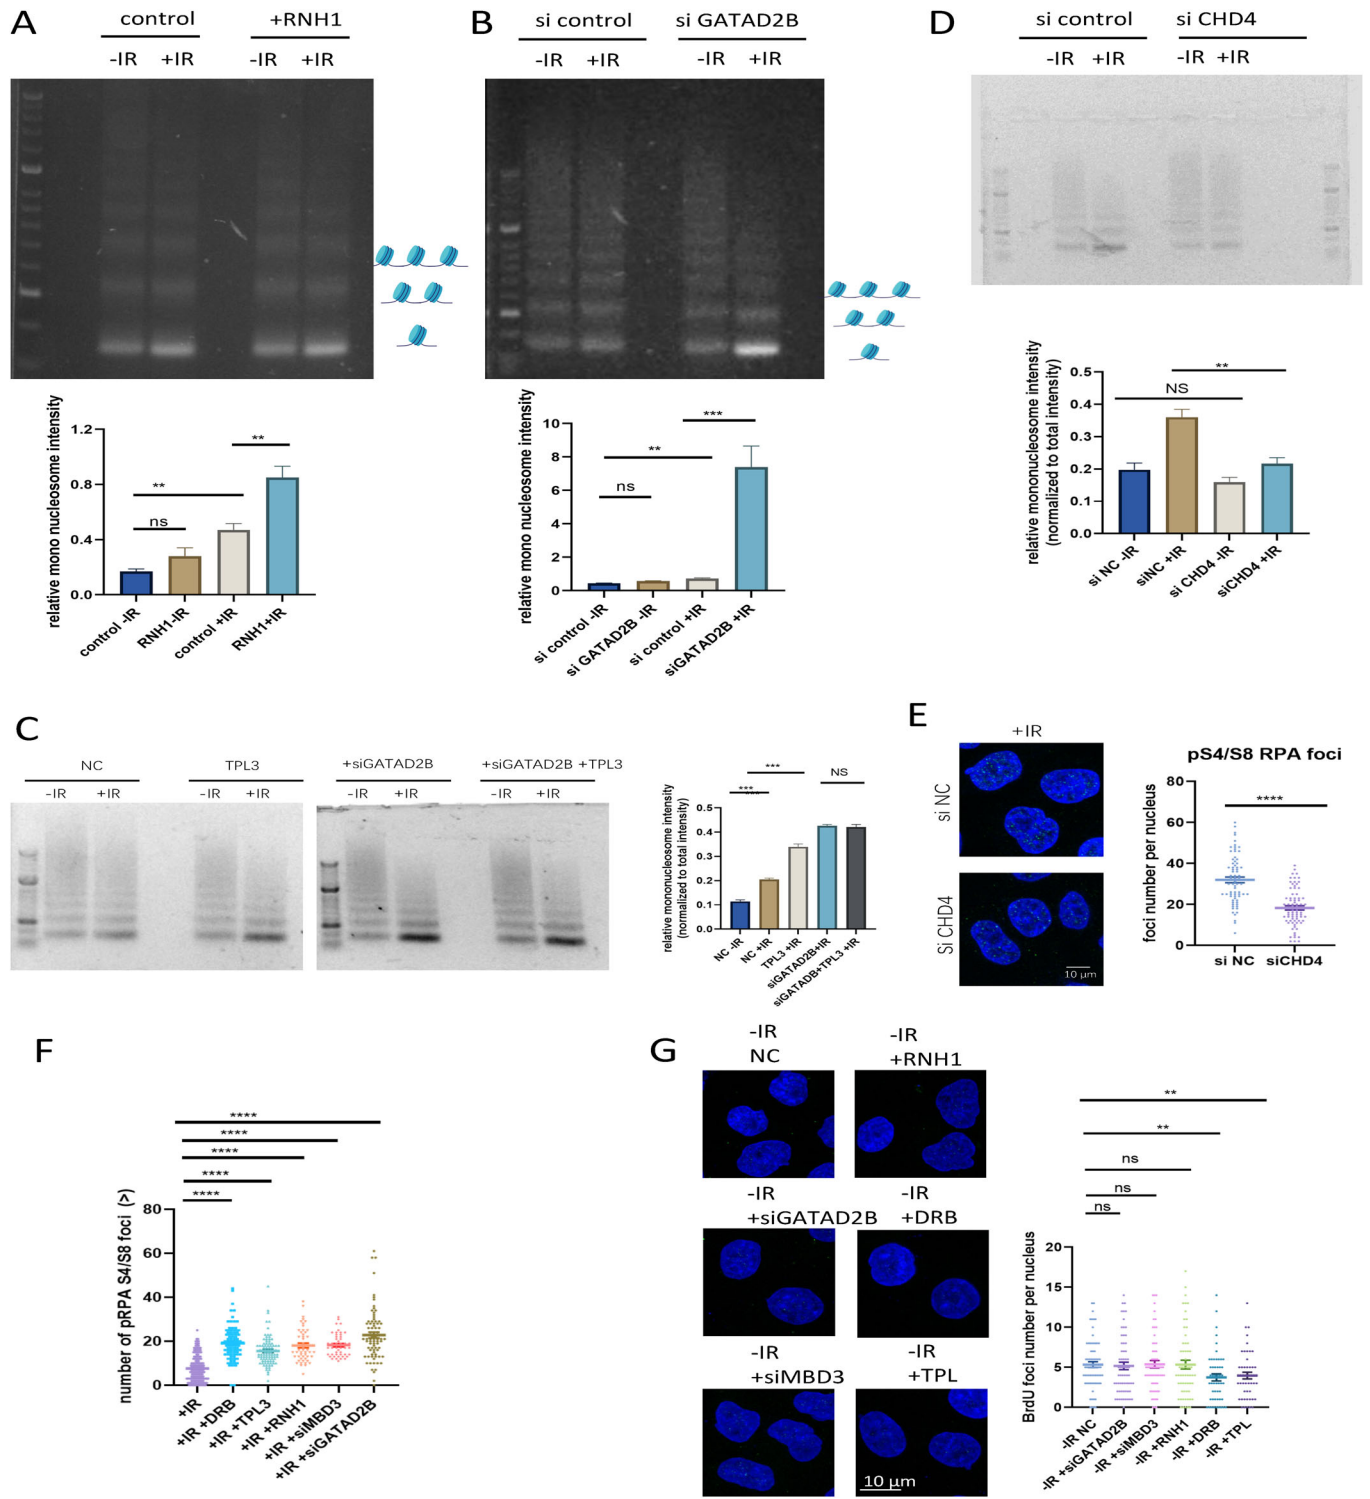 A
control
+RNH1
-IR +IR
-IR +IR
relative mono nucleosome intensity
1.2
0.8
0.4
0.0
**
**
ns
control -IR
RNH1-IR
control +IR
RNH1+IR
B
si control
si GATAD2B
-IR +IR
-IR +IR
relative mono nucleosome intensity
10
8
6
4
2
0
***
**
ns
si control -IR
si GATAD2B -IR
si control +IR
siGATAD2B +IR
D
si control
si CHD4
-IR +IR
-IR +IR
relative mononucleosome intensity
(normalized to total intensity)
0.5
0.4
0.3
0.2
0.1
0.0
**
NS
si NC -IR
siNC +IR
si CHD4 -IR
siCHD4 +IR
C
NC
TPL3
+siGATAD2B
+siGATAD2B +TPL3
-IR +IR
-IR +IR
-IR +IR
-IR +IR
relative mononucleosome intensity
(normalized to total intensity)
0.5
0.4
0.3
0.2
0.1
0.0
***
***
***
NS
NC -IR
NC +IR
TPL3 +IR
siGATAD2B+IR
siGATADB+TPL3 +IR
E
+IR
si NC
Si CHD4
10 μm
pS4/S8 RPA foci
foci number per nucleus
80
60
40
20
0
****
si NC
siCHD4
F
number of pRPA S4/S8 foci (>)
80
60
40
20
0
****
****
****
****
****
+IR
+IR +DRB
+IR +TPL3
+IR +RNH1
+IR +siMBD3
+IR +siGATAD2B
G
-IR
NC
-IR
+RNH1
-IR
+siGATAD2B
-IR
+DRB
-IR
+siMBD3
-IR
+TPL
10 μm
BrdU foci number per nucleus
20
15
10
5
0
**
**
ns
ns
ns
-IR NC
-IR +siGATAD2B
-IR +siMBD3
-IR +RNH1
-IR +DRB
-IR +TPL